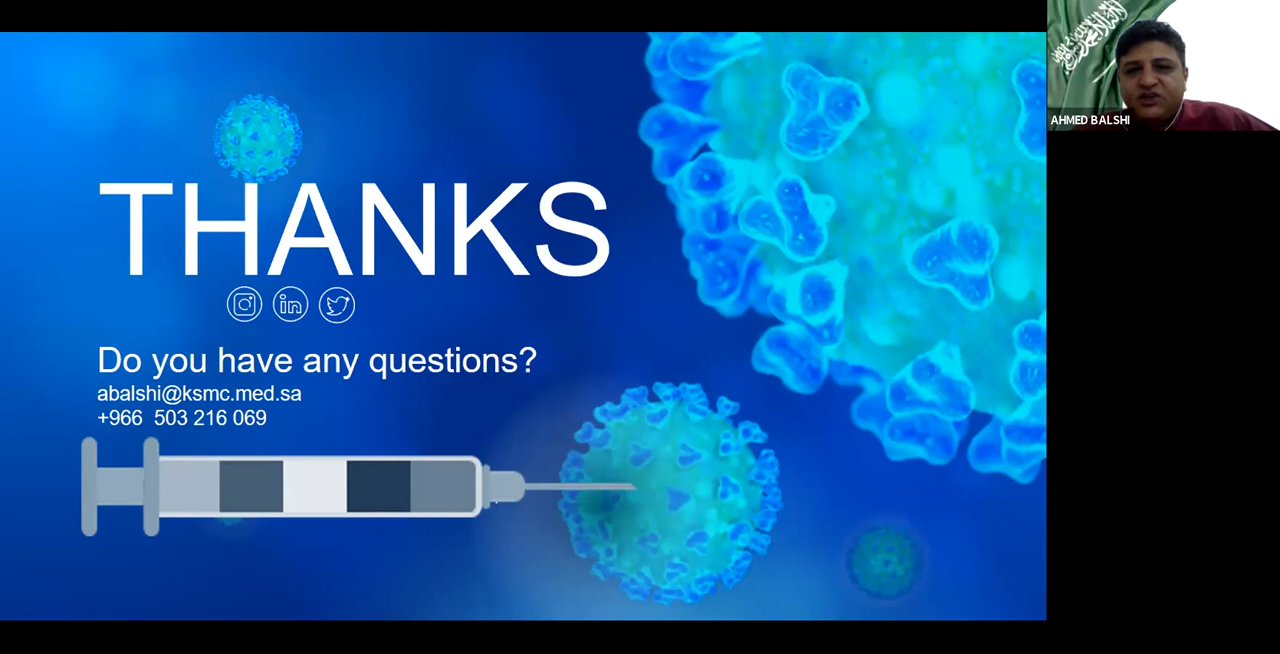 THANKS
Do you have any questions?
abalshi@ksmc.med.sa
+966 503 216 069
AHMED BALSHI